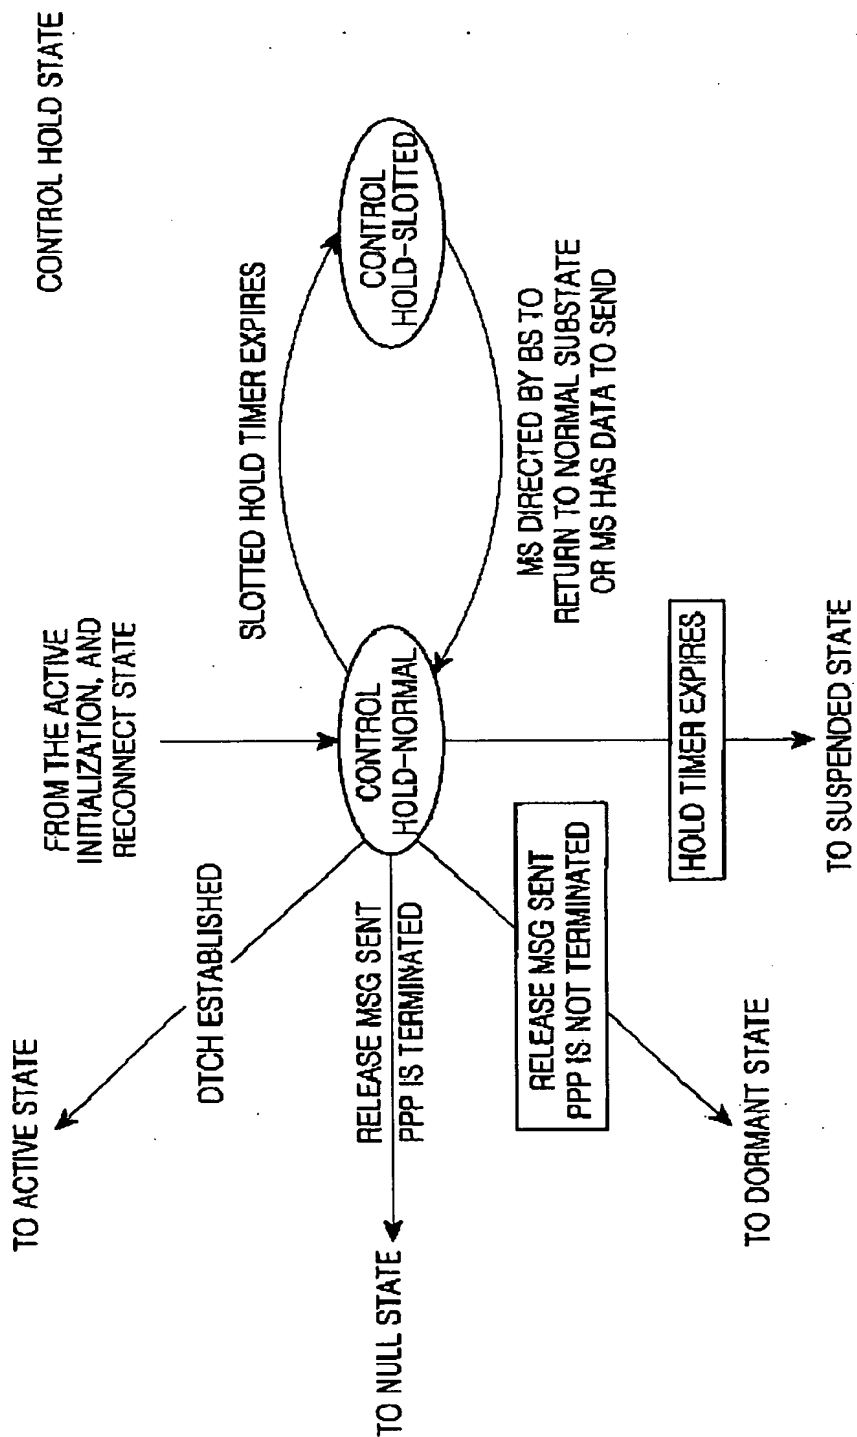 CONTROL HOLD STATE
FROM THE ACTIVE
INITIALIZATION, AND
RECONNECT STATE
TO ACTIVE STATE
DTCH ESTABLISHED
SLOTTED HOLD TIMER EXPIRES
CONTROL
HOLD-NORMAL
CONTROL
HOLD-SLOTTED
TO NULL STATE
RELEASE MSG SENT
PPP IS TERMINATED
MS DIRECTED BY BS TO
RETURN TO NORMAL SUBSTATE
OR MS HAS DATA TO SEND
RELEASE MSG SENT
PPP IS NOT TERMINATED
HOLD TIMER EXPIRES
TO DORMANT STATE
TO SUSPENDED STATE